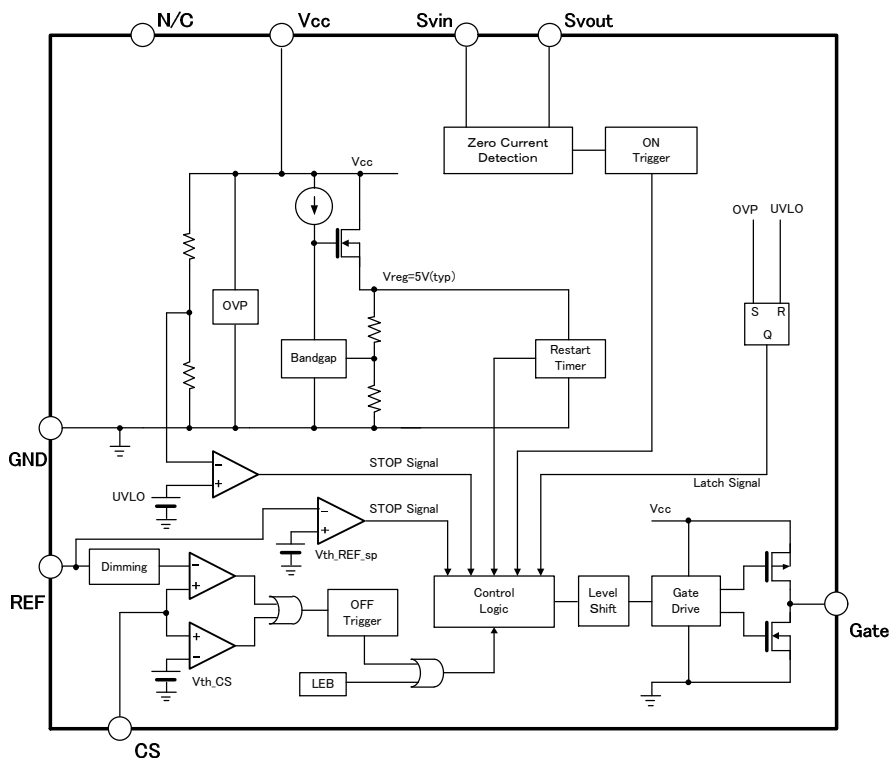 N/C
Vcc
Svin
Svout
Zero Current
Detection
ON
Trigger
Vcc
OVP
UVLO
Vreg=5V(typ)
OVP
S
R
Q
Bandgap
Restart
Timer
GND
−
+
STOP Signal
Latch Signal
UVLO
−
+
STOP Signal
Vcc
Vth_REF_sp
REF
Dimming
−
+
Control
Logic
Level
Shift
Gate
Drive
OFF
Trigger
Gate
+
−
Vth_CS
LEB
CS